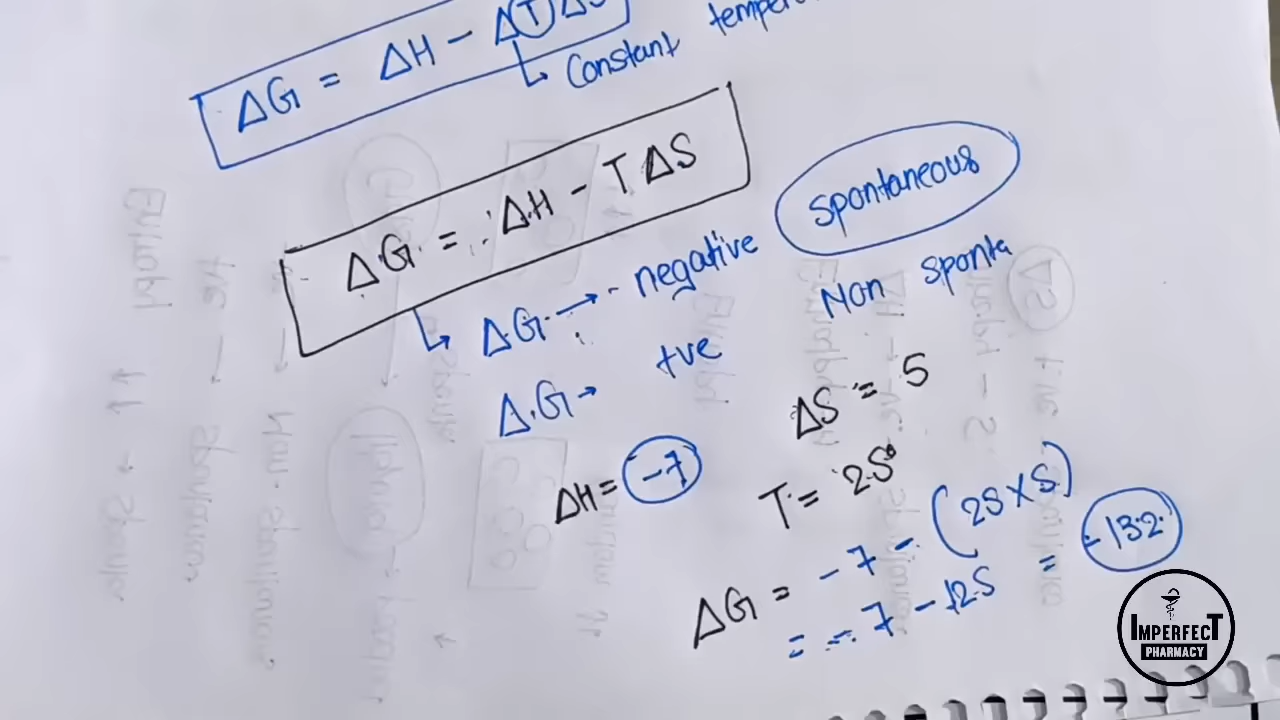 ΔG = ΔH - ΔTΔS
Constant
ΔG = ΔH - TΔS
ΔG → - negative
Spontaneous
ΔG → +ve
Non sponta
ΔH = -7
ΔS = 5
T = 25°
ΔG = -7 - (25 X 5)
= -7 - 125 = -132
IMPERFECT
PHARMACY